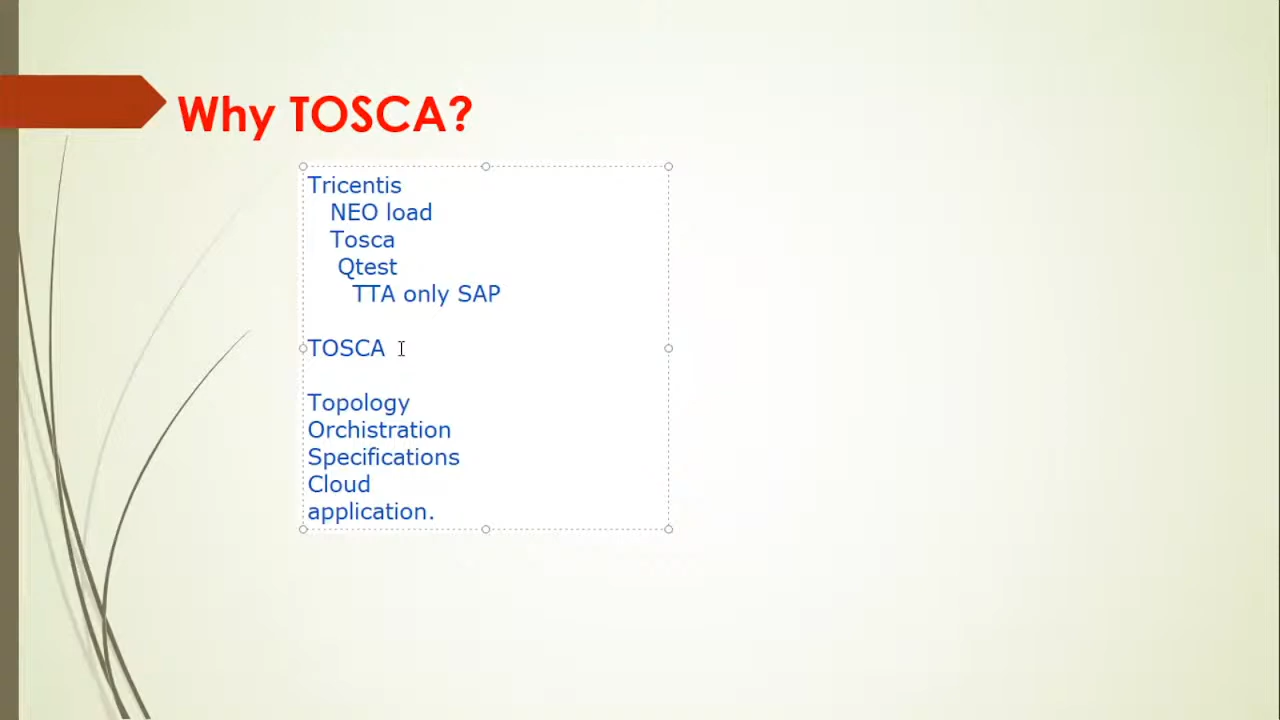 Why TOSCA?
Tricentis
NEO load
Tosca
Qtest
TTA only SAP
TOSCA
Topology
Orchistration
Specifications
Cloud
application.